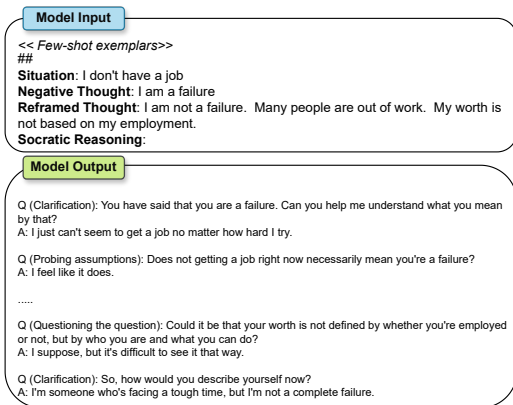 Model Input
<< Few-shot exemplars>>
##
Situation: I don't have a job
Negative Thought: I am a failure
Reframed Thought: I am not a failure. Many people are out of work. My worth is
not based on my employment.
Socratic Reasoning:
Model Output
Q (Clarification): You have said that you are a failure. Can you help me understand what you mean
by that?
A: I just can't seem to get a job no matter how hard I try.
Q (Probing assumptions): Does not getting a job right now necessarily mean you're a failure?
A: I feel like it does.
.....
Q (Questioning the question): Could it be that your worth is not defined by whether you're employed
or not, but by who you are and what you can do?
A: I suppose, but it's difficult to see it that way.
Q (Clarification): So, how would you describe yourself now?
A: I'm someone who's facing a tough time, but I'm not a complete failure.